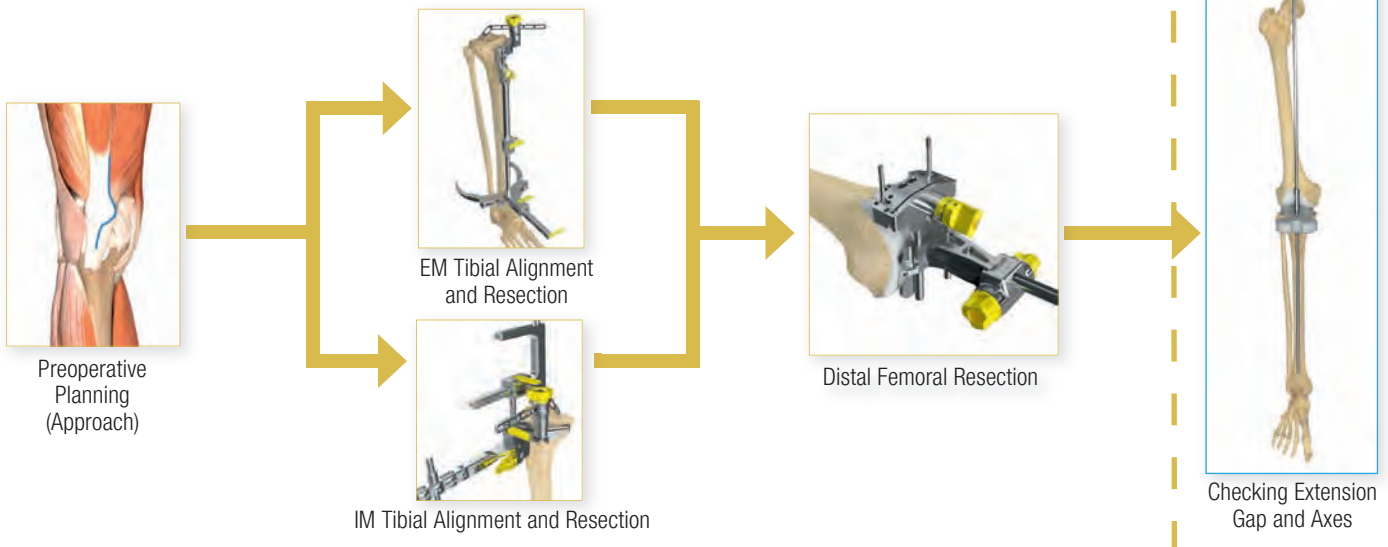 Preoperative
Planning
(Approach)
EM Tibial Alignment
and Resection
IM Tibial Alignment and Resection
Distal Femoral Resection
Checking Extension
Gap and Axes